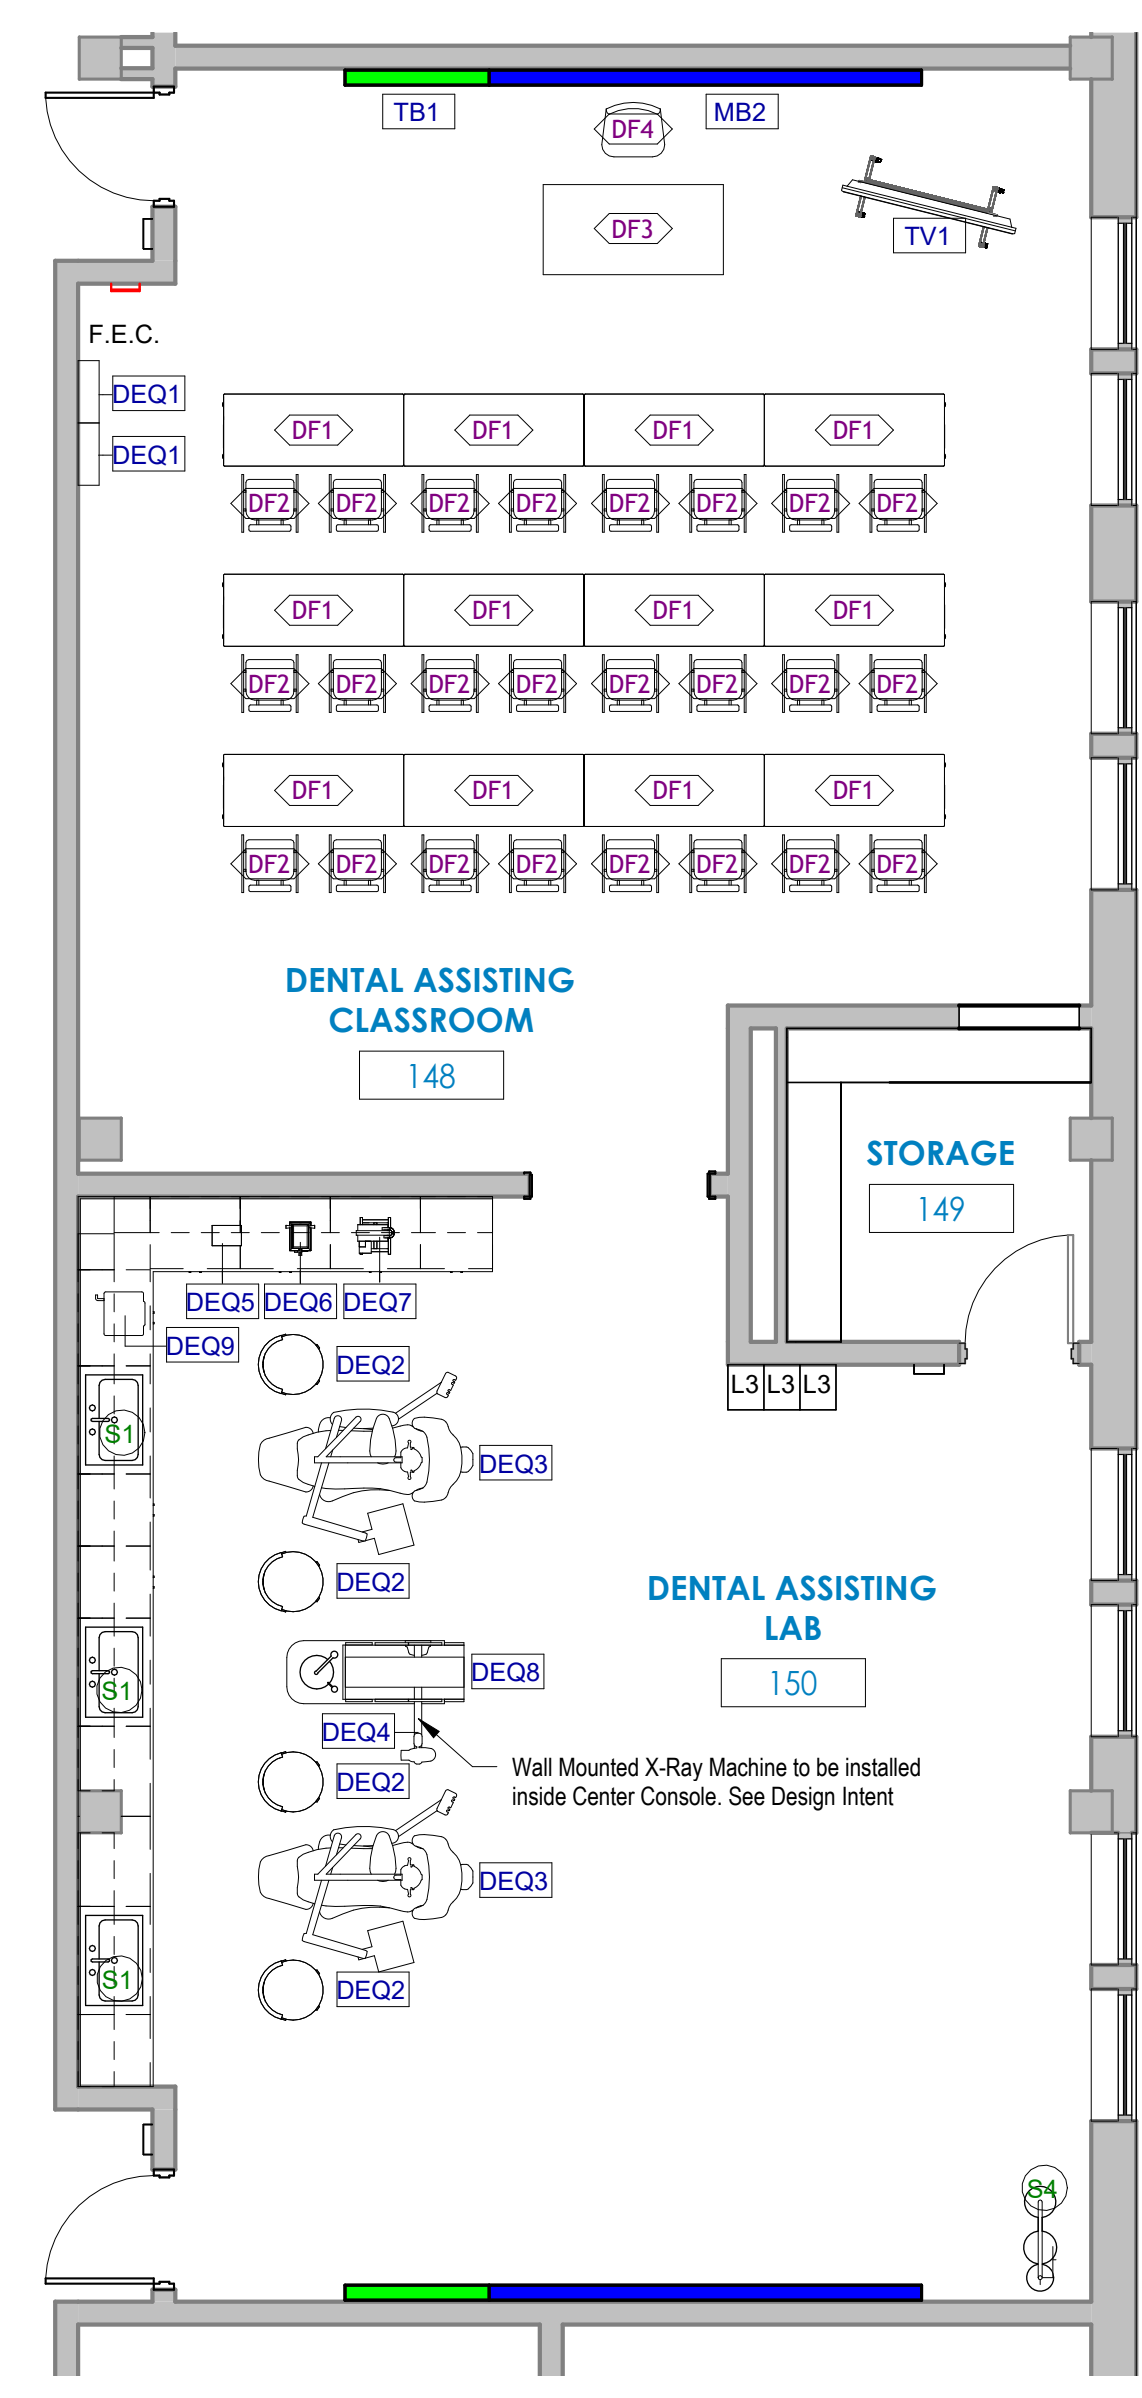 TB1 MB2
DF4
DF3
TV1
F.E.C.
DEQ1
DEQ1
DF1 DF1 DF1 DF1
DF2 DF2 DF2 DF2 DF2 DF2 DF2 DF2
DF1 DF1 DF1 DF1
DF2 DF2 DF2 DF2 DF2 DF2 DF2 DF2
DF1 DF1 DF1 DF1
DF2 DF2 DF2 DF2 DF2 DF2 DF2 DF2
DENTAL ASSISTING
CLASSROOM
148
STORAGE
149
DEQ5 DEQ6 DEQ7
DEQ9
DEQ2
L3 L3 L3
S1
DEQ3
DEQ2
DENTAL ASSISTING
LAB
150
DEQ8
S1
DEQ4
Wall Mounted X-Ray Machine to be installed
inside Center Console. See Design Intent
DEQ2
DEQ3
S1
DEQ2
S4